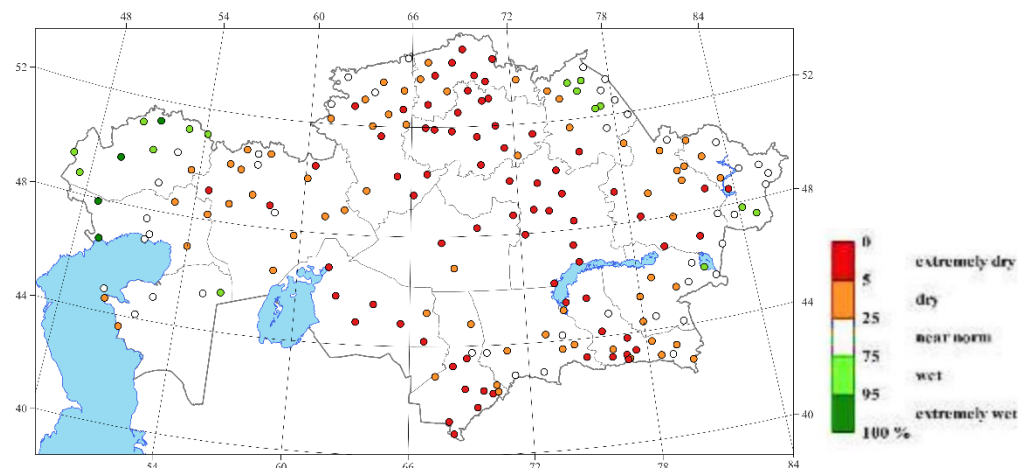 48 54 60 66 72 78 84
52 52
48 48
44 44
40 40
54 60 66 72 78 84
0
extremely dry
5
dry
25
near norm
75
wet
95
extremely wet
100 %